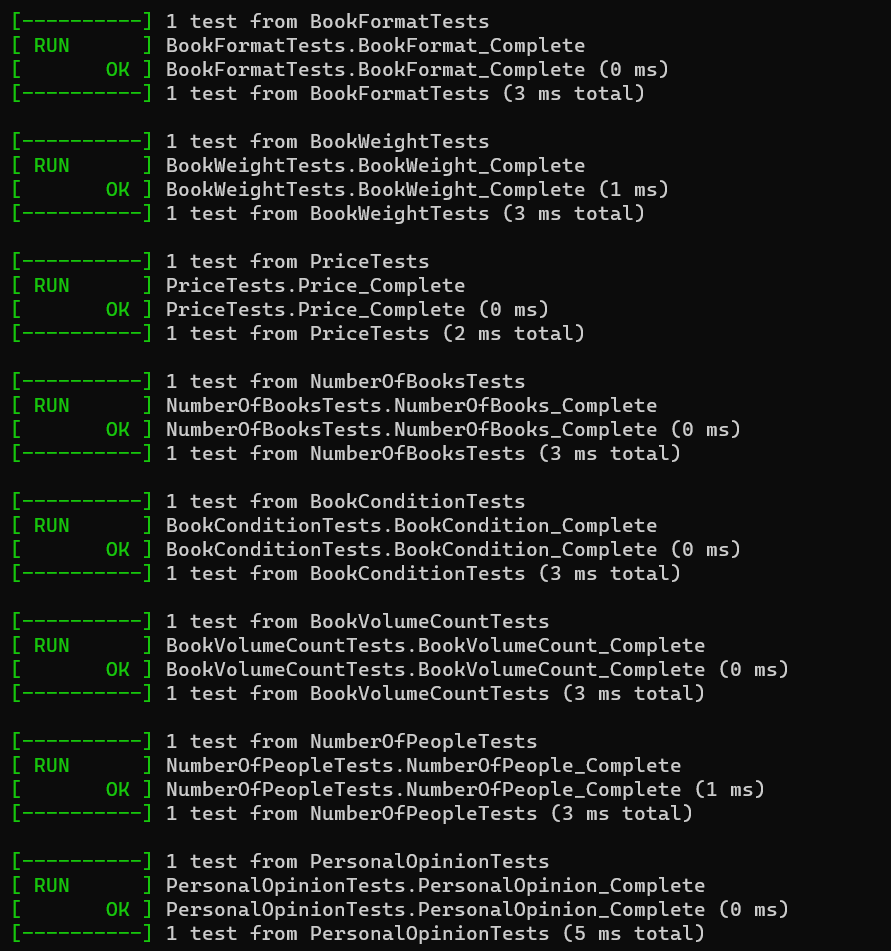 [----------] 1 test from BookFormatTests
[ RUN      ] BookFormatTests.BookFormat_Complete
[       OK ] BookFormatTests.BookFormat_Complete (0 ms)
[----------] 1 test from BookFormatTests (3 ms total)

[----------] 1 test from BookWeightTests
[ RUN      ] BookWeightTests.BookWeight_Complete
[       OK ] BookWeightTests.BookWeight_Complete (1 ms)
[----------] 1 test from BookWeightTests (3 ms total)

[----------] 1 test from PriceTests
[ RUN      ] PriceTests.Price_Complete
[       OK ] PriceTests.Price_Complete (0 ms)
[----------] 1 test from PriceTests (2 ms total)

[----------] 1 test from NumberOfBooksTests
[ RUN      ] NumberOfBooksTests.NumberOfBooks_Complete
[       OK ] NumberOfBooksTests.NumberOfBooks_Complete (0 ms)
[----------] 1 test from NumberOfBooksTests (3 ms total)

[----------] 1 test from BookConditionTests
[ RUN      ] BookConditionTests.BookCondition_Complete
[       OK ] BookConditionTests.BookCondition_Complete (0 ms)
[----------] 1 test from BookConditionTests (3 ms total)

[----------] 1 test from BookVolumeCountTests
[ RUN      ] BookVolumeCountTests.BookVolumeCount_Complete
[       OK ] BookVolumeCountTests.BookVolumeCount_Complete (0 ms)
[----------] 1 test from BookVolumeCountTests (3 ms total)

[----------] 1 test from NumberOfPeopleTests
[ RUN      ] NumberOfPeopleTests.NumberOfPeople_Complete
[       OK ] NumberOfPeopleTests.NumberOfPeople_Complete (1 ms)
[----------] 1 test from NumberOfPeopleTests (3 ms total)

[----------] 1 test from PersonalOpinionTests
[ RUN      ] PersonalOpinionTests.PersonalOpinion_Complete
[       OK ] PersonalOpinionTests.PersonalOpinion_Complete (0 ms)
[----------] 1 test from PersonalOpinionTests (5 ms total)